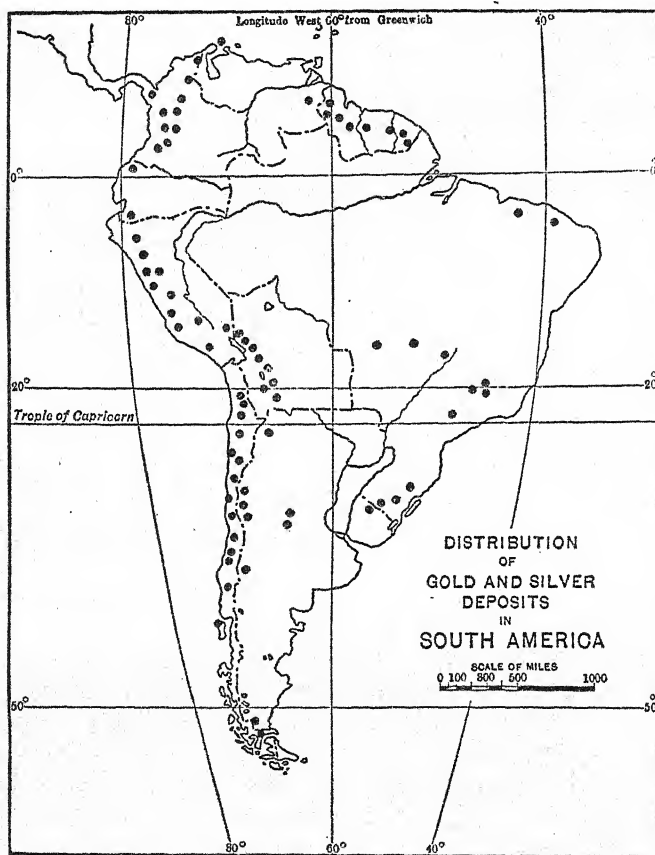 80° Longitude West 60° from Greenwich 40°
0° 0°
20° 20°
Tropic of Capricorn
DISTRIBUTION
OF
GOLD AND SILVER
DEPOSITS
IN
SOUTH AMERICA
SCALE OF MILES
0 100 300 500 1000
50° 50°
80° 60° 40°